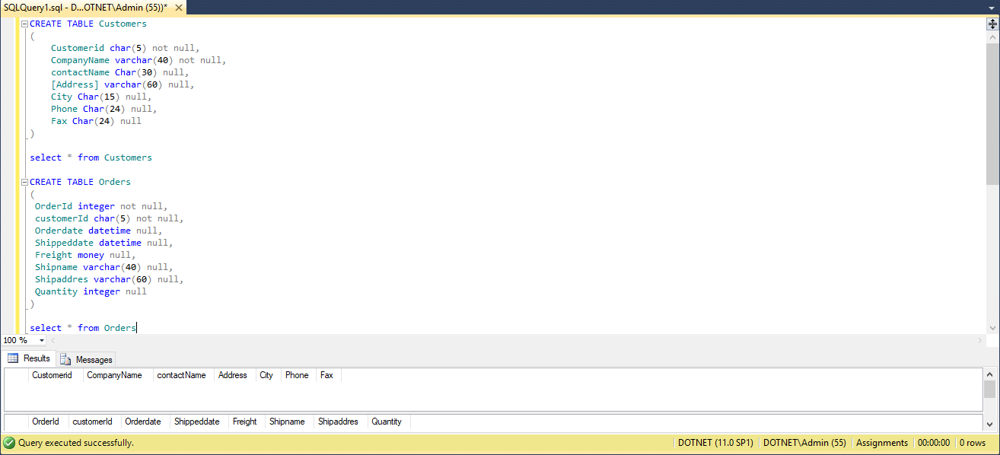 SQLQuery1.sql - D...OTNET\Admin (55))*
CREATE TABLE Customers
(
Customerid char(5) not null,
CompanyName varchar(40) not null,
contactName Char(30) null,
[Address] varchar(60) null,
City Char(15) null,
Phone Char(24) null,
Fax Char(24) null
)
select * from Customers
CREATE TABLE Orders
(
OrderId integer not null,
customerId char(5) not null,
Orderdate datetime null,
Shippeddate datetime null,
Freight money null,
Shipname varchar(40) null,
Shipaddres varchar(60) null,
Quantity integer null
)
select * from Orders
100 %
Results Messages
Customerid CompanyName contactName Address City Phone Fax
OrderId customerId Orderdate Shippeddate Freight Shipname Shipaddres Quantity
Query executed successfully. DOTNET (11.0 SP1) DOTNET\Admin (55) Assignments 00:00:00 0 rows